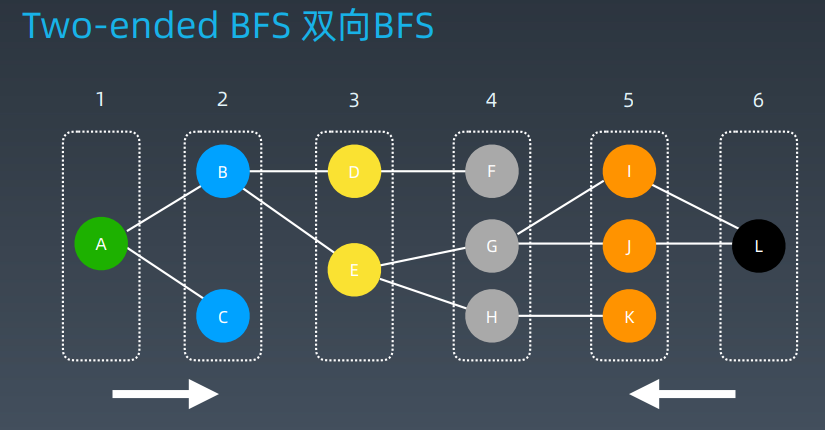 Two-ended BFS 双向BFS
1 2 3 4 5 6
B D F I
A G J L
E
C H K